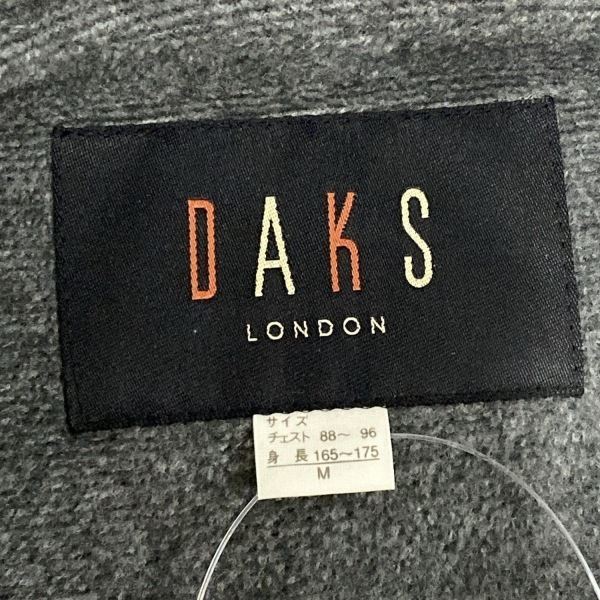 DAKS
LONDON
サイズ
チェスト 88～ 96
身 長 165～175
M